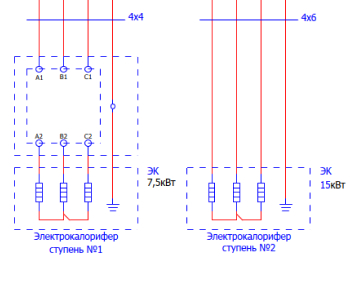 4x4
4x6
A1 B1 C1
A2 B2 C2
ЭК
7,5кВт
ЭК
15кВт
Электрокалорифер
ступень №1
Электрокалорифер
ступень №2